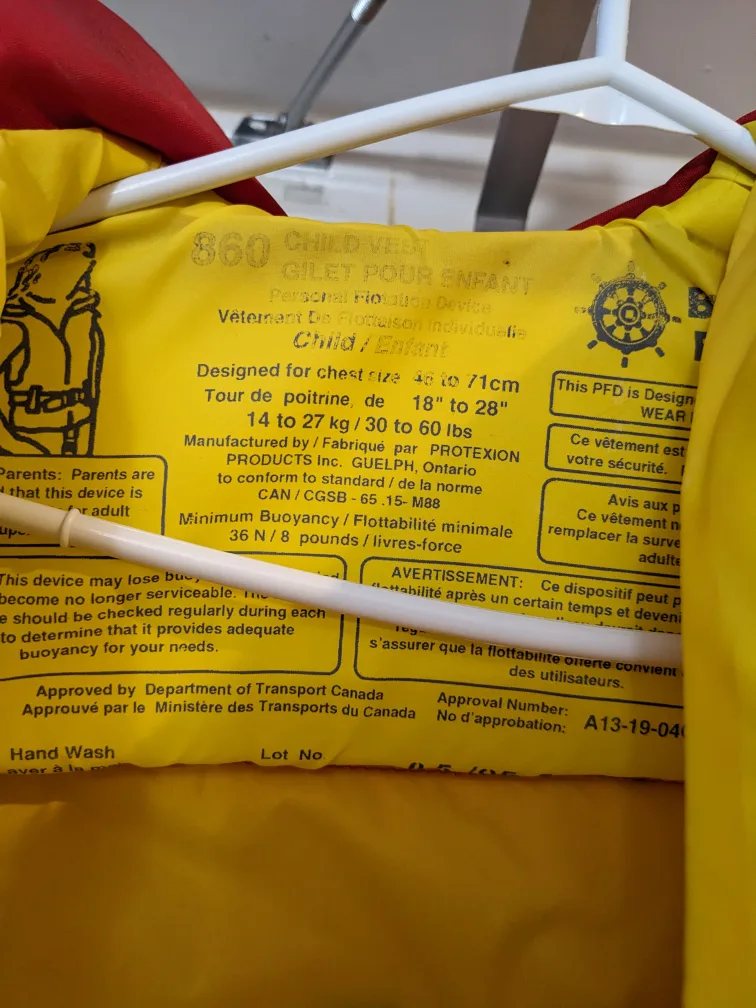 860 CHILD VEST
GILET POUR ENFANT
Personal Flotation Device
Vêtement De Flottaison Individuelle
Child / Enfant
Designed for chest size 46 to 71cm
Tour de poitrine, de 18" to 28"
14 to 27 kg / 30 to 60 lbs
Manufactured by / Fabriqué par PROTEXION
PRODUCTS Inc. GUELPH, Ontario
to conform to standard / de la norme
CAN / CGSB - 65 .15- M88
Minimum Buoyancy / Flottabilité minimale
36 N / 8 pounds / livres-force
This PFD is Design
WEAR
Ce vêtement est
votre sécurité.
Avis aux p
Ce vêtement n
remplacer la surve
adulte
Parents: Parents are
that this device is
for adult
This device may lose buoy
become no longer serviceable.
should be checked regularly during each
to determine that it provides adequate
buoyancy for your needs.
AVERTISSEMENT: Ce dispositif peut p
flottabilité après un certain temps et deveni
s'assurer que la flottabilité offerte convient
des utilisateurs.
Approved by Department of Transport Canada
Approuvé par le Ministère des Transports du Canada
Approval Number:
No d'approbation: A13-19-04
Hand Wash
Lot No.